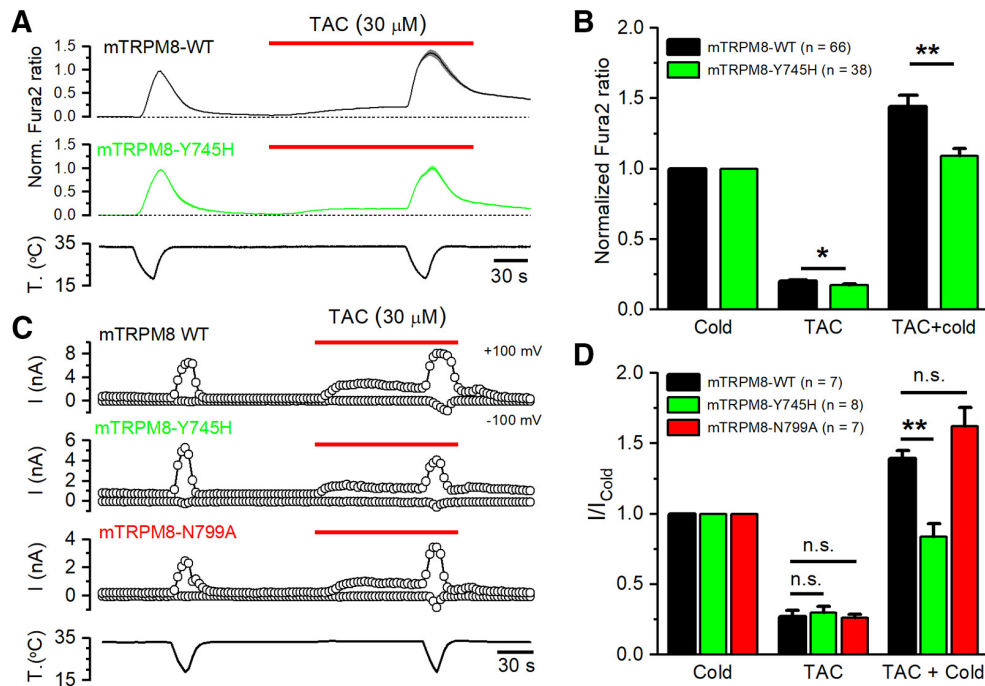 A
TAC (30 µM)
mTRPM8-WT
1.5
1.0
0.5
0.0
mTRPM8-Y745H
1.5
1.0
0.5
0.0
Norm. Fura2 ratio
35
15
T. (ºC)
30 s
B
mTRPM8-WT (n = 66)
mTRPM8-Y745H (n = 38)
**
*
2.0
1.5
1.0
0.5
0.0
Normalized Fura2 ratio
Cold TAC TAC+cold
C
TAC (30 µM)
mTRPM8 WT
+100 mV
8
4
0
I (nA)
-100 mV
mTRPM8-Y745H
6
4
2
0
I (nA)
mTRPM8-N799A
4
2
0
I (nA)
35
15
T.(ºC)
30 s
D
mTRPM8-WT (n = 7)
mTRPM8-Y745H (n = 8)
mTRPM8-N799A (n = 7)
n.s.
**
n.s.
n.s.
2.0
1.5
1.0
0.5
0.0
I/ICold
Cold TAC TAC + Cold